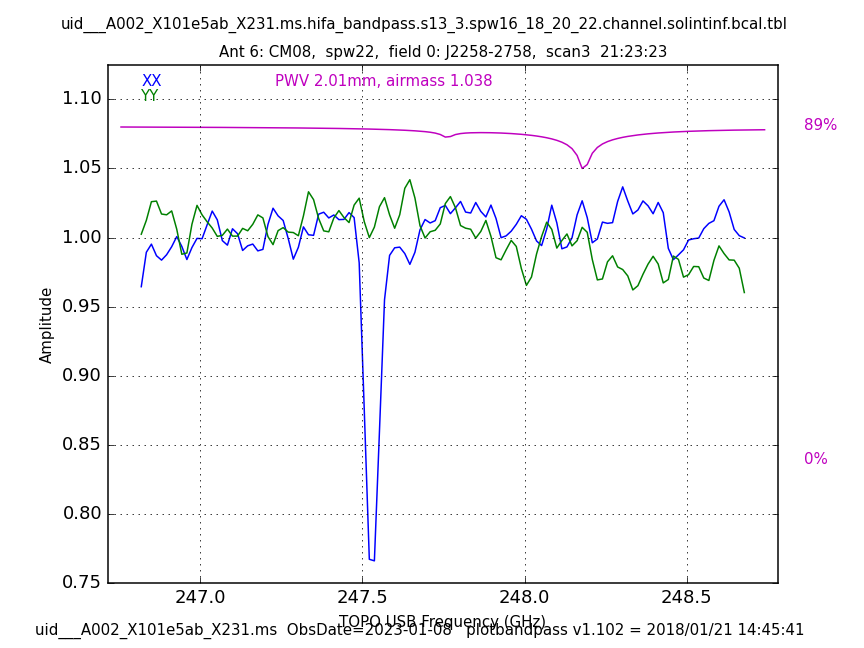 uid___A002_X101e5ab_X231.ms.hifa_bandpass.s13_3.spw16_18_20_22.channel.solintinf.bcal.tbl
Ant 6: CM08,  spw22,  field 0: J2258-2758,  scan3  21:23:23
XX
PWV 2.01mm, airmass 1.038
YY
1.10
89%
1.05
1.00
0.95
Amplitude
0.90
0.85
0%
0.80
0.75
247.0
247.5
248.0
248.5
TOPO USB Frequency (GHz)
uid___A002_X101e5ab_X231.ms  ObsDate=2023-01-08   plotbandpass v1.102 = 2018/01/21 14:45:41